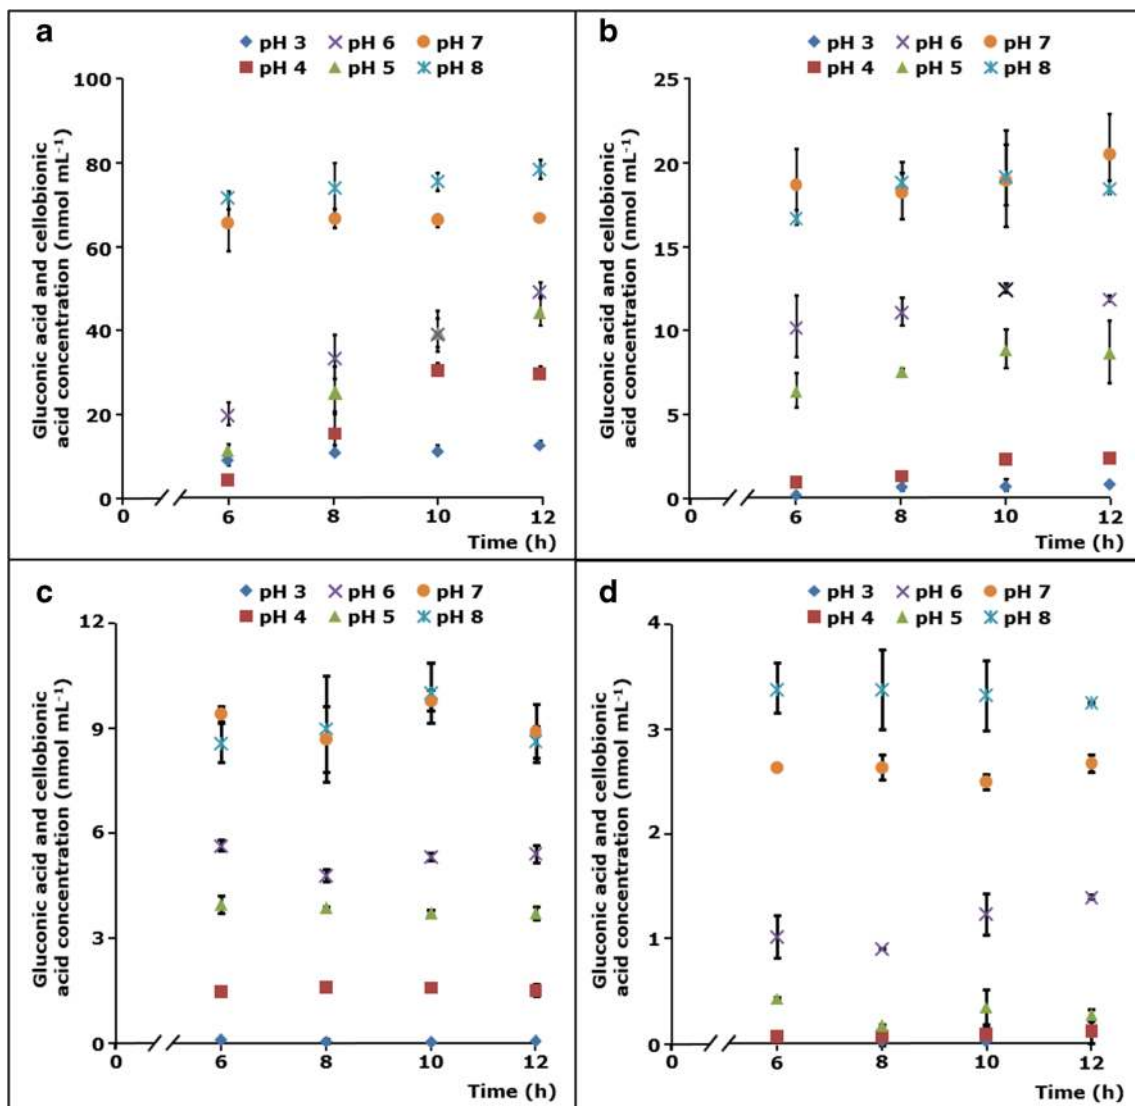 a
pH 3 pH 6 pH 7
pH 4 pH 5 pH 8
Gluconic acid and cellobionic
acid concentration (nmol mL⁻¹)
100
80
60
40
20
0
0 6 8 10 12
Time (h)
b
pH 3 pH 6 pH 7
pH 4 pH 5 pH 8
Gluconic acid and cellobionic
acid concentration (nmol mL⁻¹)
25
20
15
10
5
0
0 6 8 10 12
Time (h)
c
pH 3 pH 6 pH 7
pH 4 pH 5 pH 8
Gluconic acid and cellobionic
acid concentration (nmol mL⁻¹)
12
9
6
3
0
0 6 8 10 12
Time (h)
d
pH 3 pH 6 pH 7
pH 4 pH 5 pH 8
Gluconic acid and cellobionic
acid concentration (nmol mL⁻¹)
4
3
2
1
0
0 6 8 10 12
Time (h)